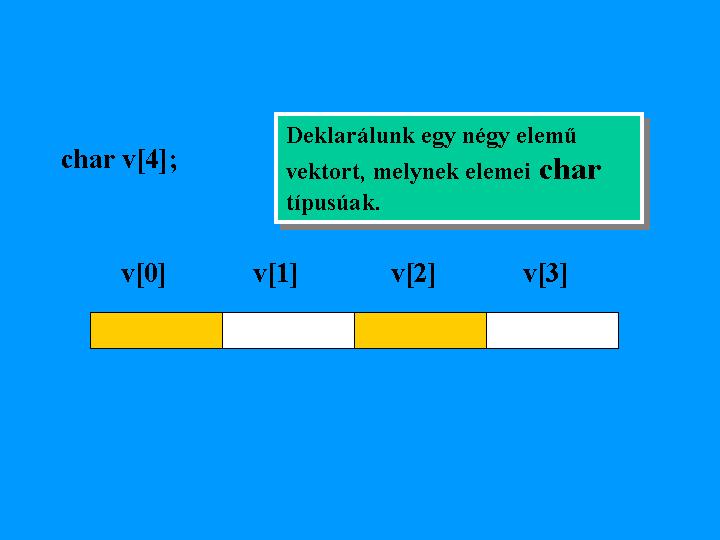 char v[4];
Deklarálunk egy négy elemű
vektort, melynek elemei char
típusúak.
v[0] v[1] v[2] v[3]